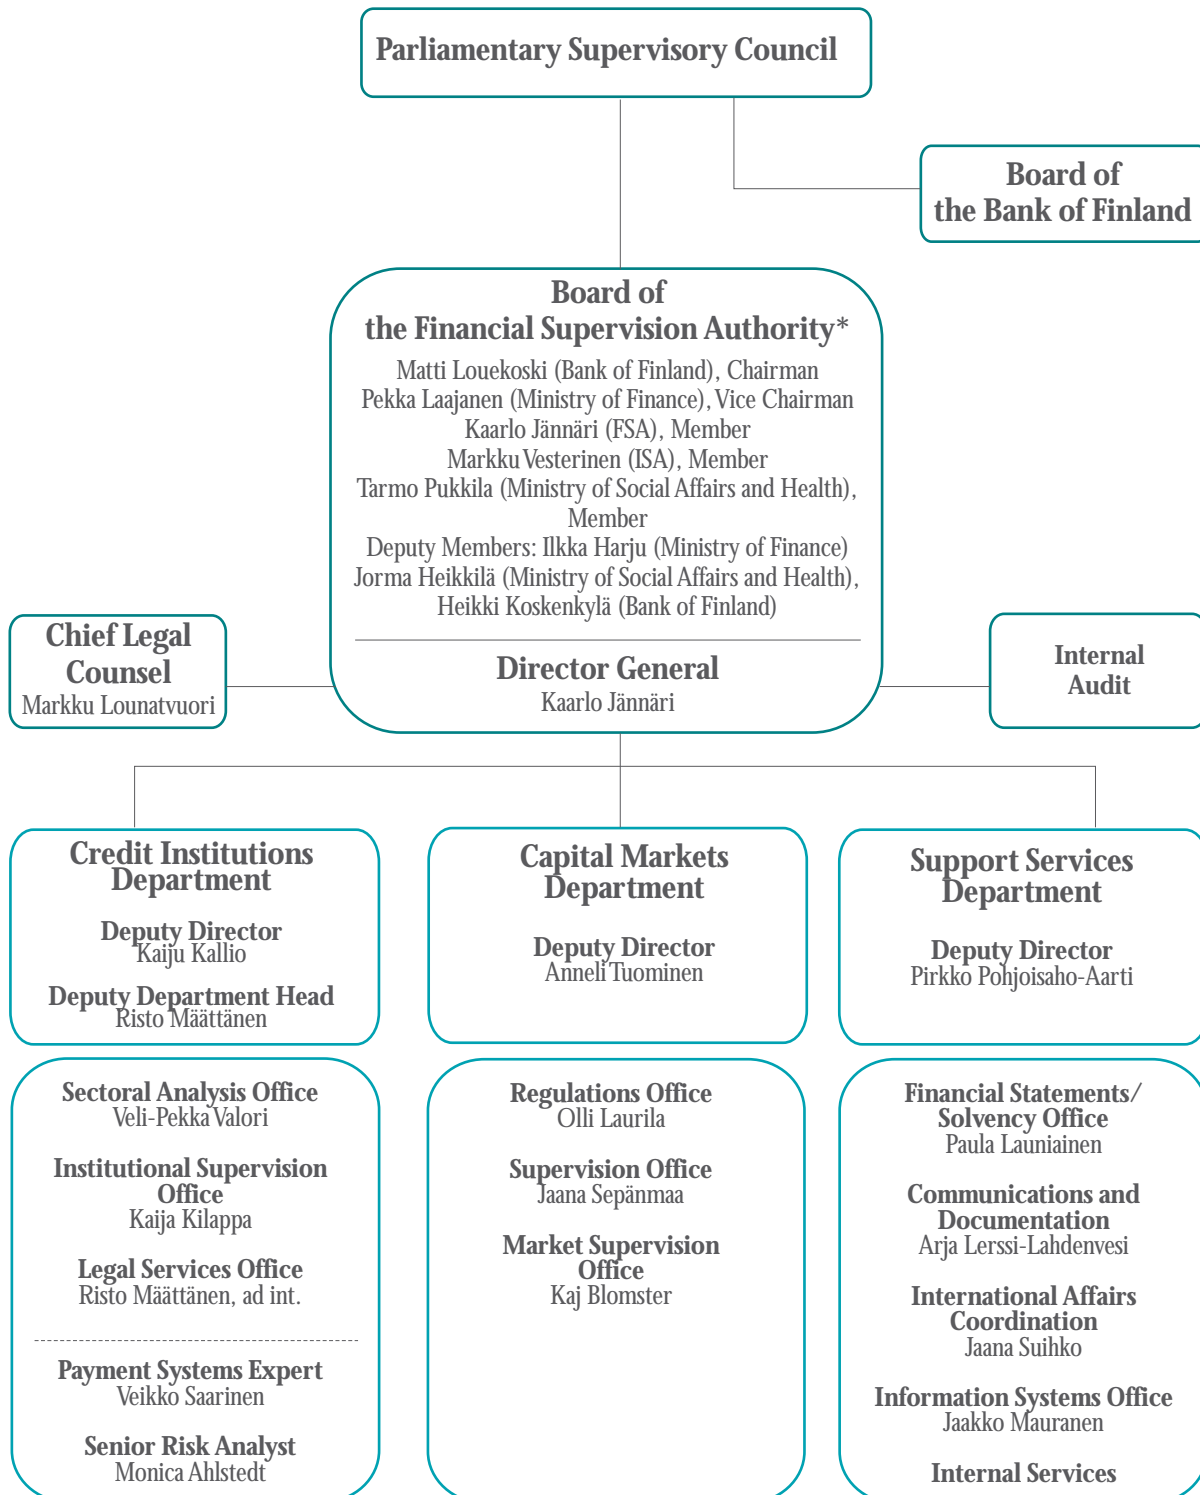 Parliamentary Supervisory Council
Board of
the Bank of Finland
Board of
the Financial Supervision Authority*
Matti Louekoski (Bank of Finland), Chairman
Pekka Laajanen (Ministry of Finance), Vice Chairman
Kaarlo Jännäri (FSA), Member
Markku Vesterinen (ISA), Member
Tarmo Pukkila (Ministry of Social Affairs and Health),
Member
Deputy Members: Ilkka Harju (Ministry of Finance)
Jorma Heikkilä (Ministry of Social Affairs and Health),
Heikki Koskenkylä (Bank of Finland)
Director General
Kaarlo Jännäri
Chief Legal
Counsel
Markku Lounatvuori
Internal
Audit
Credit Institutions
Department
Deputy Director
Kaiju Kallio
Deputy Department Head
Risto Määttänen
Capital Markets
Department
Deputy Director
Anneli Tuominen
Support Services
Department
Deputy Director
Pirkko Pohjoisaho-Aarti
Sectoral Analysis Office
Veli-Pekka Valori
Institutional Supervision
Office
Kaija Kilappa
Legal Services Office
Risto Määttänen, ad int.
Payment Systems Expert
Veikko Saarinen
Senior Risk Analyst
Monica Ahlstedt
Regulations Office
Olli Laurila
Supervision Office
Jaana Sepänmaa
Market Supervision
Office
Kaj Blomster
Financial Statements/
Solvency Office
Paula Launiainen
Communications and
Documentation
Arja Lerssi-Lahdenvesi
International Affairs
Coordination
Jaana Suihko
Information Systems Office
Jaakko Mauranen
Internal Services